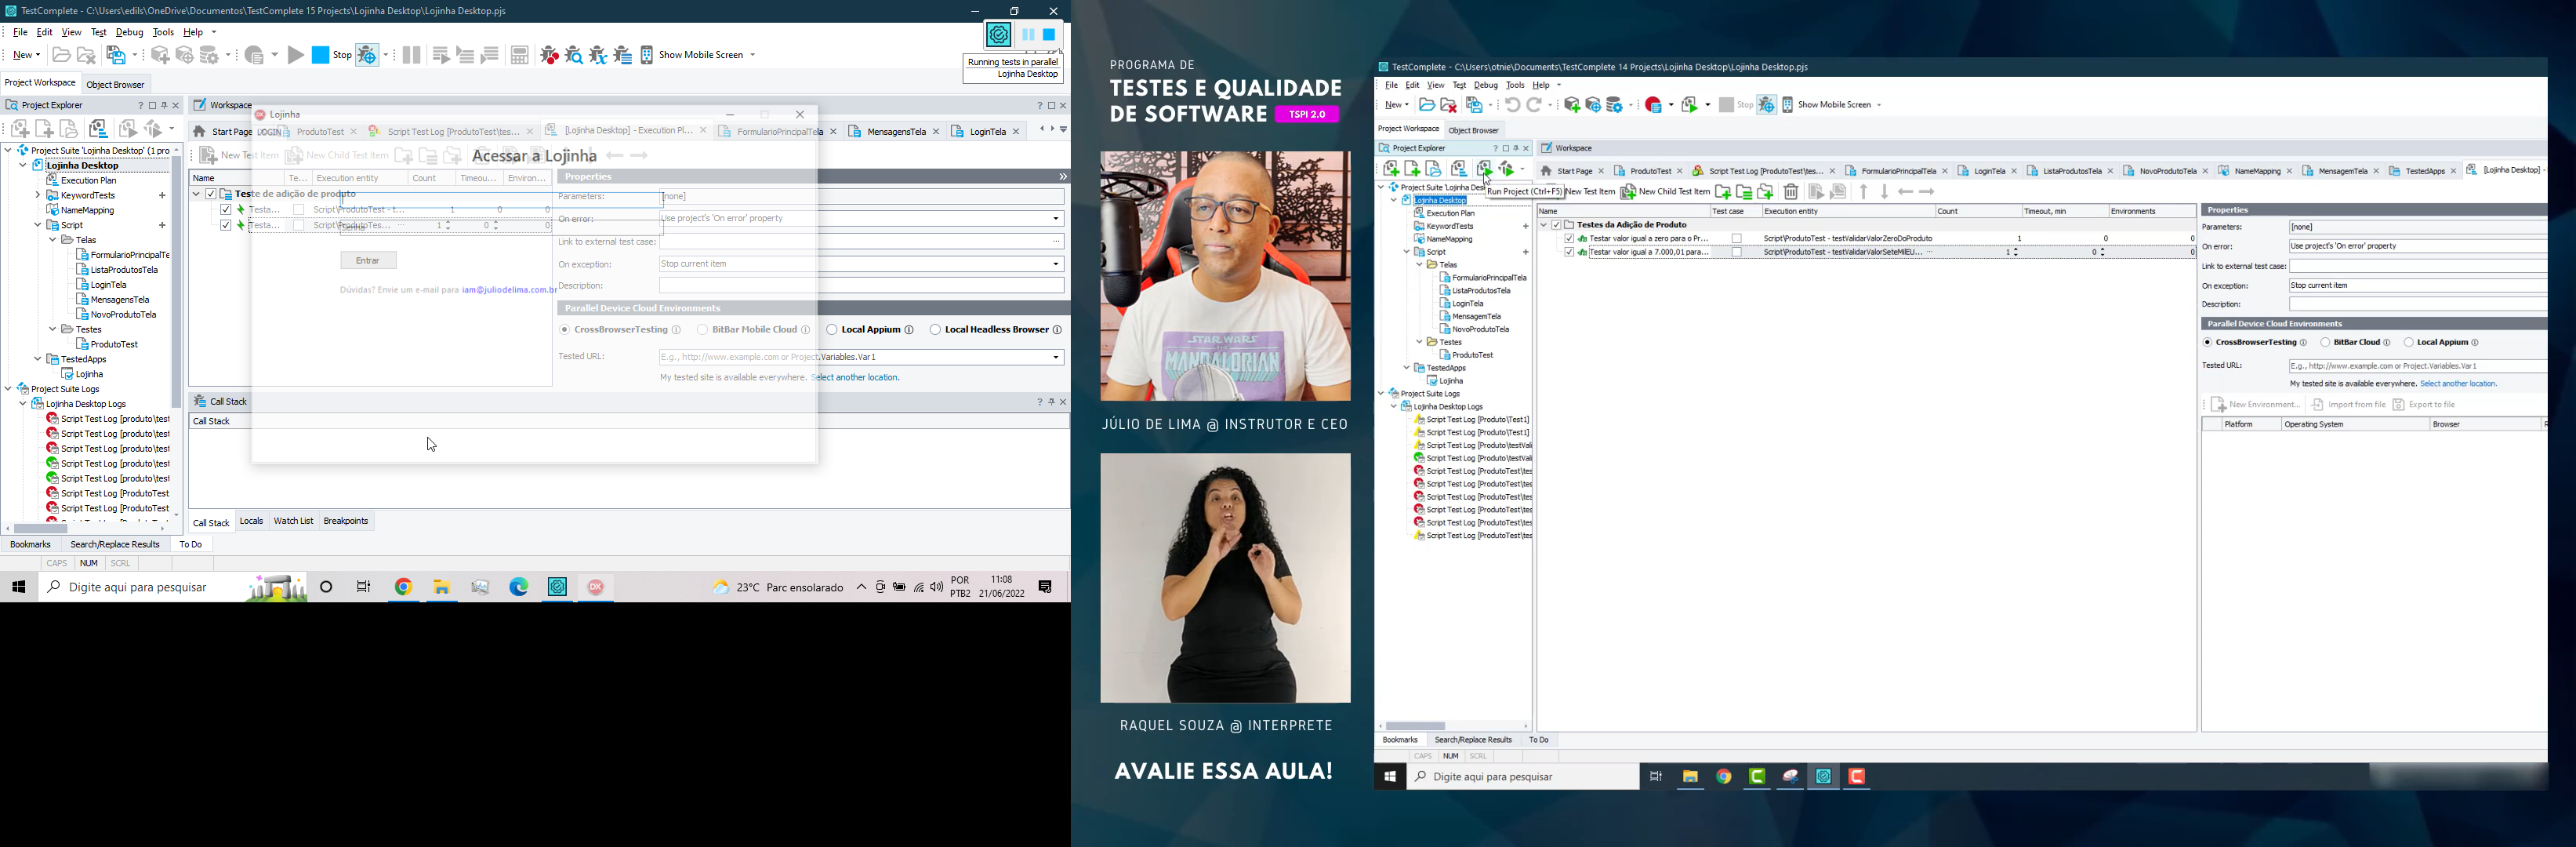 TestComplete - C:\Users\edils\OneDrive\Documentos\TestComplete 15 Projects\Lojinha Desktop\Lojinha Desktop.pjs
File Edit View Test Tools Debug Help
New
Stop
Show Mobile Screen
Running tests in parallel
Lojinha Desktop
Project Workspace Object Browser
Project Explorer
Workspace
Project Suite 'Lojinha Desktop' (1 pro
Lojinha Desktop
Execution Plan
KeywordTests
NameMapping
Script
Telas
FormularioPrincipalTe
ListaProdutosTela
LoginTela
MensagensTela
NovoProdutoTela
Testes
ProdutoTest
TestedApps
Lojinha
Project Suite Logs
Lojinha Desktop Logs
Script Test Log [produto\test
Script Test Log [produto\test
Script Test Log [produto\test
Script Test Log [produto\test
Script Test Log [produto\test
Script Test Log [ProdutoTest
Script Test Log [ProdutoTest
Lojinha
Start Page LOGIN ProdutoTest Script Test Log [ProdutoTest\tes... [Lojinha Desktop] - Execution Pl... FormularioPrincipalTela MensagensTela LoginTela
New Test Item New Child Test Item
Acessar a Lojinha
Name Te... Execution entity Count Timeou... Environ...
Teste de adição de produto
Testa... Script\ProdutoTest - t... 1 0 0
Testa... Script\ProdutoTes... 1 0 0
Senha
Entrar
Dúvidas? Envie um e-mail para iam@juliodelima.com.br
Properties
Parameters: [none]
On error: Use project's 'On error' property
Link to external test case:
On exception: Stop current item
Description:
Parallel Device Cloud Environments
CrossBrowserTesting BitBar Mobile Cloud Local Appium Local Headless Browser
Tested URL: E.g., http://www.example.com or Project.Variables.Var1
My tested site is available everywhere. Select another location.
Call Stack
Call Stack
Call Stack Locals Watch List Breakpoints
Bookmarks Search/Replace Results To Do
CAPS NUM SCRL
Digite aqui para pesquisar
23°C Parc ensolarado
POR
PTB2
11:08
21/06/2022
PROGRAMA DE
TESTES E QUALIDADE
DE SOFTWARE TSPI 2.0
STAR WARS
THE
MANDALORIAN
JÚLIO DE LIMA @ INSTRUTOR E CEO
RAQUEL SOUZA @ INTERPRETE
AVALIE ESSA AULA!
TestComplete - C:\Users\otnie\Documents\TestComplete 14 Projects\Lojinha Desktop\Lojinha Desktop.pjs
File Edit View Test Debug Tools Help
New
Stop
Show Mobile Screen
Project Workspace Object Browser
Project Explorer
Workspace
Start Page ProdutoTest Script Test Log [ProdutoTest\tes... FormularioPrincipalTela LoginTela ListaProdutosTela NovoProdutoTela NameMapping MensagemTela TestedApps [Lojinha Desktop] -
Run Project (Ctrl+F5)
New Test Item New Child Test Item
Project Suite 'Lojinha Des
Lojinha Desktop
Execution Plan
KeywordTests
NameMapping
Script
Telas
FormularioPrincipalTela
ListaProdutosTela
LoginTela
MensagemTela
NovoProdutoTela
Testes
ProdutoTest
TestedApps
Lojinha
Project Suite Logs
Lojinha Desktop Logs
Script Test Log [Produto\Test1]
Script Test Log [Produto\Test1]
Script Test Log [Produto\testVali
Script Test Log [Produto\testVal
Script Test Log [ProdutoTest\tes
Script Test Log [ProdutoTest\tes
Script Test Log [ProdutoTest\tes
Script Test Log [ProdutoTest\tes
Script Test Log [ProdutoTest\tes
Script Test Log [ProdutoTest\tes
Name Test case Execution entity Count Timeout, min Environments
Testes da Adição de Produto
Testar valor igual a zero para o Pr... Script\ProdutoTest - testValidarValorZeroDoProduto 1 0 0
Testar valor igual a 7.000,01 para... Script\ProdutoTest - testValidarValorSeteMilEU... 1 0 0
Properties
Parameters: [none]
On error: Use project's 'On error' property
Link to external test case:
On exception: Stop current item
Description:
Parallel Device Cloud Environments
CrossBrowserTesting BitBar Cloud Local Appium
Tested URL: E.g., http://www.example.com or Project.Variables.Var1
My tested site is available everywhere. Select another location.
New Environment... Import from file Export to file
Platform Operating System Browser
Bookmarks Search/Replace Results To Do
CAPS NUM SCRL
Digite aqui para pesquisar